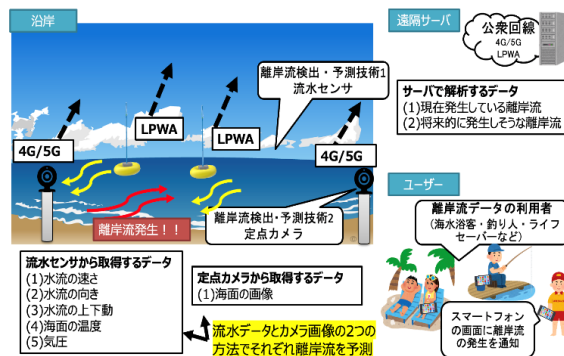 沿岸
離岸流検出・予測技術1
流水センサ
LPWA
LPWA
4G/5G
4G/5G
離岸流発生！！
離岸流検出・予測技術2
定点カメラ
流水センサから取得するデータ
(1)水流の速さ
(2)水流の向き
(3)水流の上下動
(4)海面の温度
(5)気圧
定点カメラから取得するデータ
(1)海面の画像
流水データとカメラ画像の2つの
方法でそれぞれ離岸流を予測
遠隔サーバ
公衆回線
4G/5G
LPWA
サーバで解析するデータ
(1)現在発生している離岸流
(2)将来的に発生しそうな離岸流
ユーザー
離岸流データの利用者
(海水浴客・釣り人・ライフ
セーバーなど)
スマートフォン
の画面に離岸流
の発生を通知